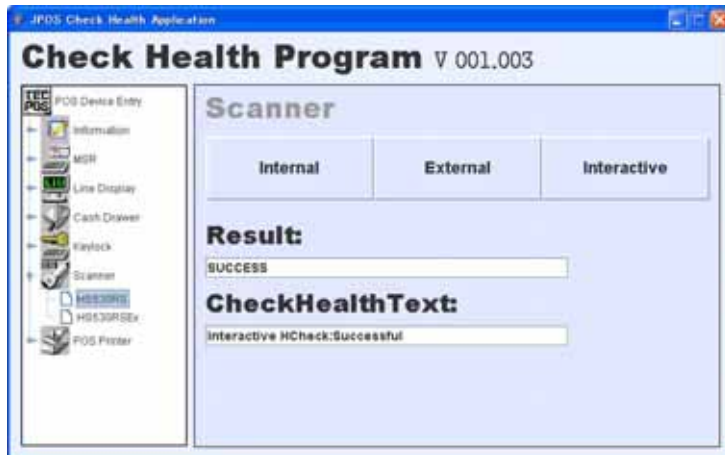 JPOS Check Health Application
Check Health Program V 001.003
TEC
POS
POS Device Entry
Information
MSR
Line Display
Cash Drawer
Keylock
Scanner
HS530RS
HS530RSEx
POS Printer
Scanner
Internal
External
Interactive
Result:
SUCCESS
CheckHealthText:
Interactive HCheck:Successful